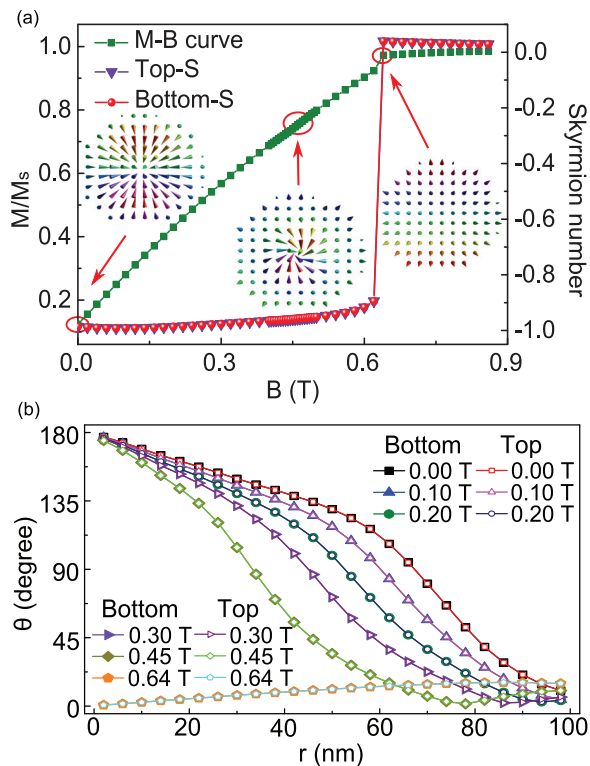 (a)
M-B curve
Top-S
Bottom-S
M/Ms
1.0
0.8
0.6
0.4
0.2
0.0
0.3
0.6
0.9
B (T)
0.0
-0.2
-0.4
-0.6
-0.8
-1.0
Skyrmion number
(b)
θ (degree)
180
135
90
45
0
Bottom Top
0.00 T 0.00 T
0.10 T 0.10 T
0.20 T 0.20 T
Bottom Top
0.30 T 0.30 T
0.45 T 0.45 T
0.64 T 0.64 T
0 20 40 60 80 100
r (nm)